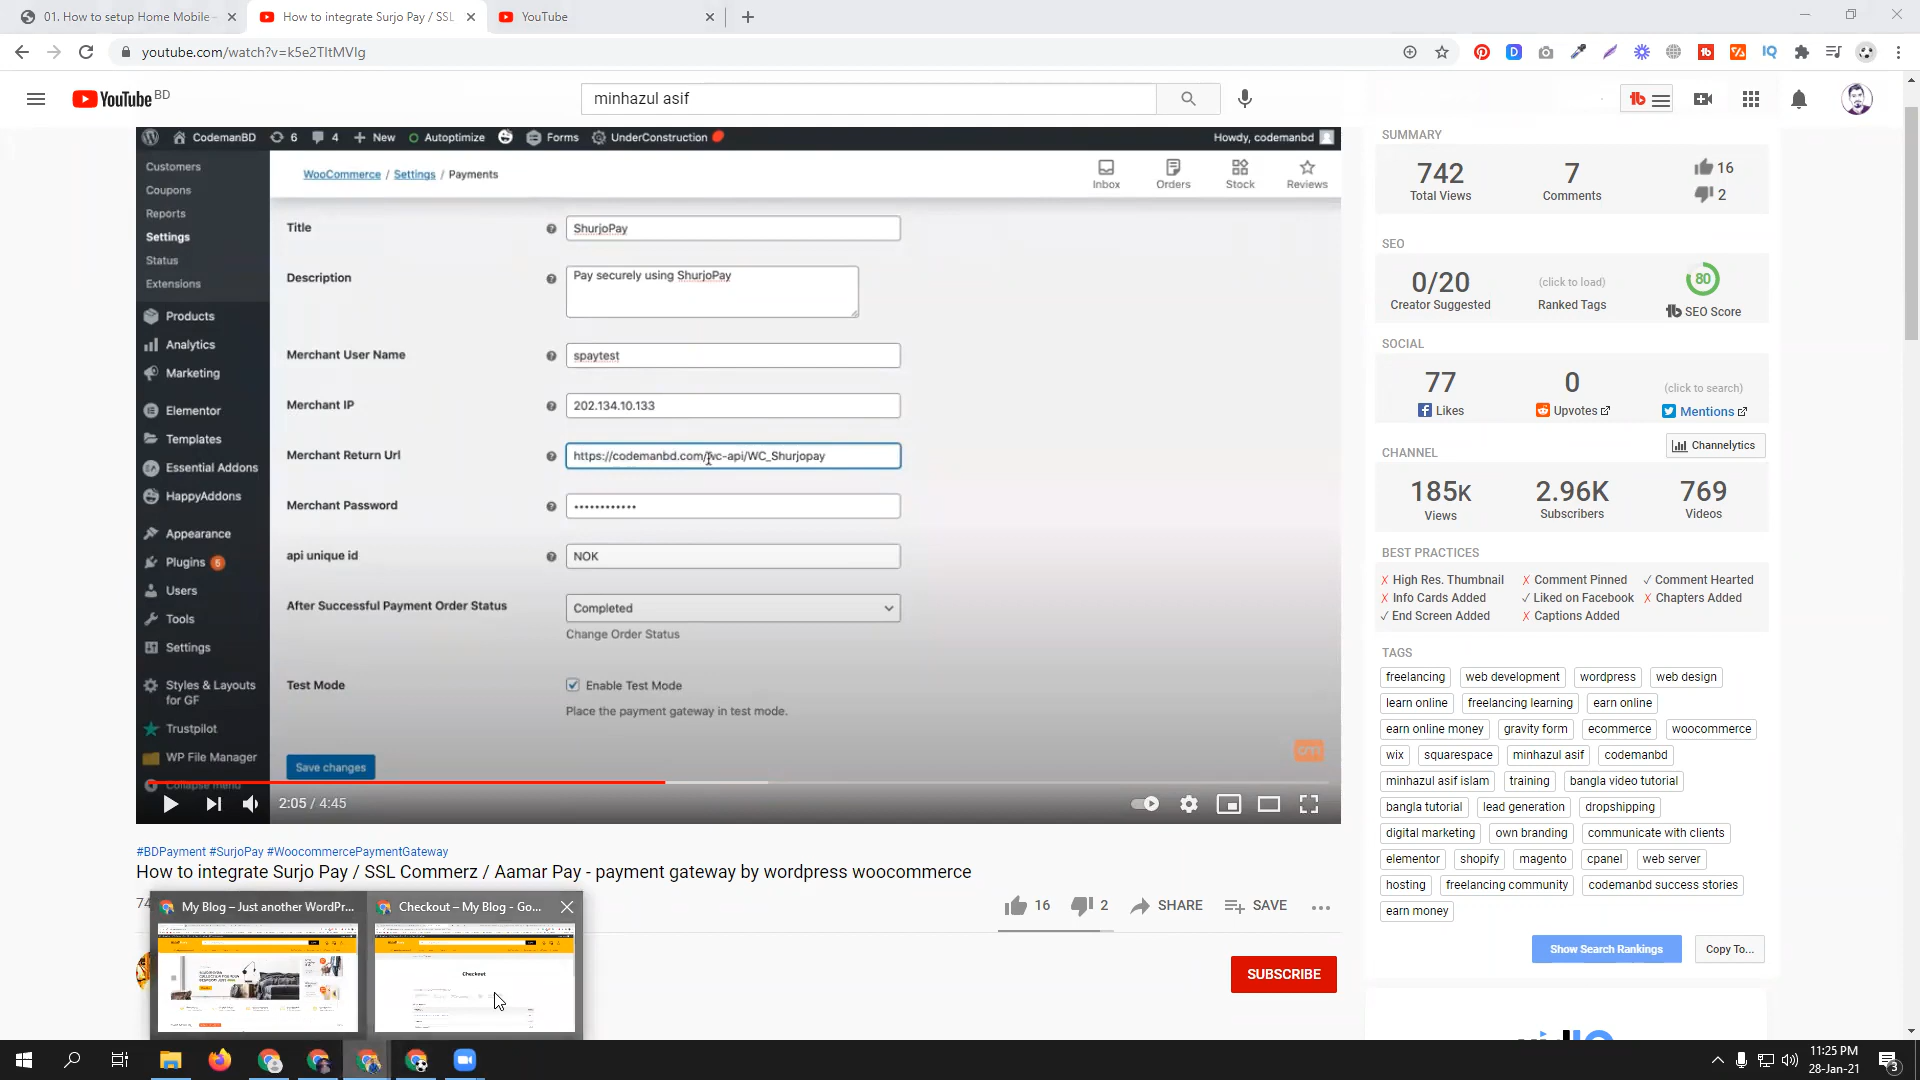 01. How to setup Home Mobile
How to integrate Surjo Pay / SSL
YouTube
youtube.com/watch?v=k5e2TItMVlg
YouTube BD
minhazul asif
CodemanBD
6
4
New
Autoptimize
Forms
UnderConstruction
Howdy, codemanbd
Customers
Coupons
Reports
Settings
Status
Extensions
Products
Analytics
Marketing
Elementor
Templates
Essential Addons
HappyAddons
Appearance
Plugins 6
Users
Tools
Settings
Styles & Layouts
for GF
Trustpilot
WP File Manager
Collapse menu
WooCommerce / Settings / Payments
Inbox
Orders
Stock
Reviews
Title
ShurjoPay
Description
Pay securely using ShurjoPay
Merchant User Name
spaytest
Merchant IP
202.134.10.133
Merchant Return Url
https://codemanbd.com/wc-api/WC_Shurjopay
Merchant Password
api unique id
NOK
After Successful Payment Order Status
Completed
Change Order Status
Test Mode
Enable Test Mode
Place the payment gateway in test mode.
Save changes
2:05 / 4:45
#BDPayment #SurjoPay #WoocommercePaymentGateway
How to integrate Surjo Pay / SSL Commerz / Aamar Pay - payment gateway by wordpress woocommerce
16
2
SHARE
SAVE
SUBSCRIBE
My Blog – Just another WordPr...
Checkout – My Blog - Go...
Checkout
SUMMARY
742
Total Views
7
Comments
16
2
SEO
0/20
Creator Suggested
(click to load)
Ranked Tags
80
SEO Score
SOCIAL
77
Likes
0
Upvotes
(click to search)
Mentions
CHANNEL
Channelytics
185K
Views
2.96K
Subscribers
769
Videos
BEST PRACTICES
X High Res. Thumbnail
X Comment Pinned
✓ Comment Hearted
X Info Cards Added
✓ Liked on Facebook
X Chapters Added
✓ End Screen Added
X Captions Added
TAGS
freelancing
web development
wordpress
web design
learn online
freelancing learning
earn online
earn online money
gravity form
ecommerce
woocommerce
wix
squarespace
minhazul asif
codemanbd
minhazul asif islam
training
bangla video tutorial
bangla tutorial
lead generation
dropshipping
digital marketing
own branding
communicate with clients
elementor
shopify
magento
cpanel
web server
hosting
freelancing community
codemanbd success stories
earn money
Show Search Rankings
Copy To...
11:25 PM
28-Jan-21
3